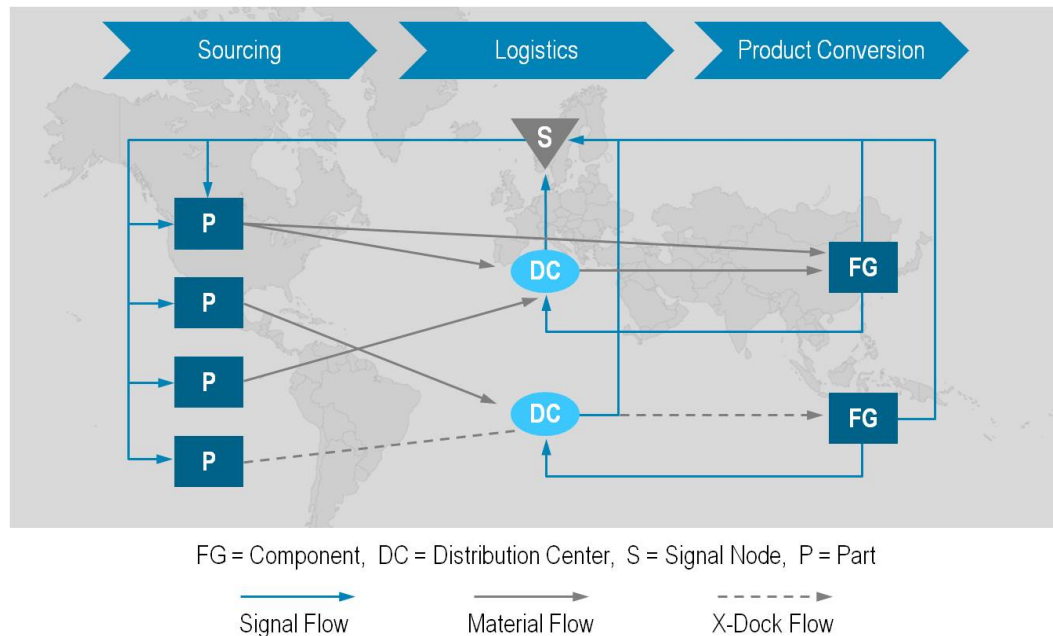 Sourcing
Logistics
Product Conversion
S
P
DC
FG
P
P
DC
FG
P
FG = Component, DC = Distribution Center, S = Signal Node, P = Part
Signal Flow
Material Flow
X-Dock Flow